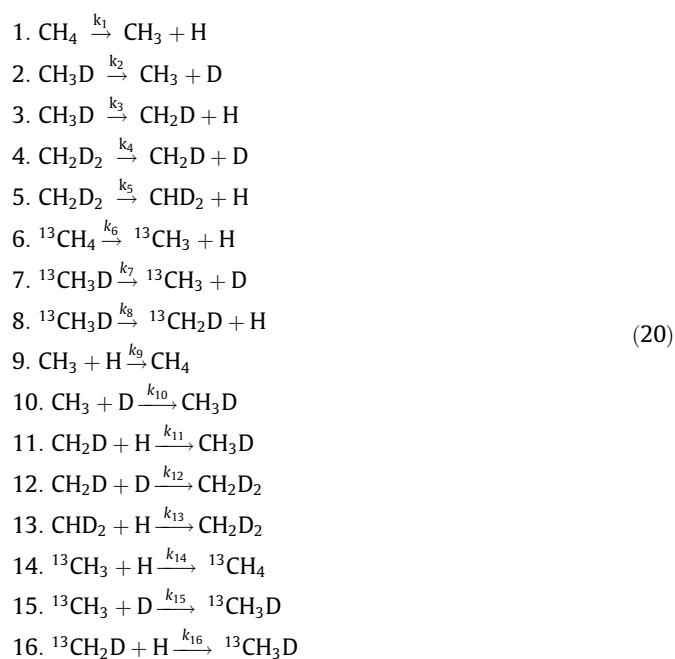 1. CH₄ →k₁ CH₃ + H
2. CH₃D →k₂ CH₃ + D
3. CH₃D →k₃ CH₂D + H
4. CH₂D₂ →k₄ CH₂D + D
5. CH₂D₂ →k₅ CHD₂ + H
6. ¹³CH₄ →k₆ ¹³CH₃ + H
7. ¹³CH₃D →k₇ ¹³CH₃ + D
8. ¹³CH₃D →k₈ ¹³CH₂D + H
(20)
9. CH₃ + H →k₉ CH₄
10. CH₃ + D →k₁₀ CH₃D
11. CH₂D + H →k₁₁ CH₃D
12. CH₂D + D →k₁₂ CH₂D₂
13. CHD₂ + H →k₁₃ CH₂D₂
14. ¹³CH₃ + H →k₁₄ ¹³CH₄
15. ¹³CH₃ + D →k₁₅ ¹³CH₃D
16. ¹³CH₂D + H →k₁₆ ¹³CH₃D